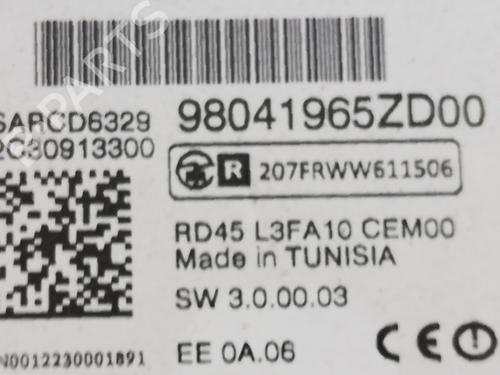 SARCD6329 98041965ZD00
2C30913300
R 207FRWW611506
RD45 L3FA10 CEM00
Made in TUNISIA
SW 3.0.00.03
N0012230001891 EE 0A.06 CE